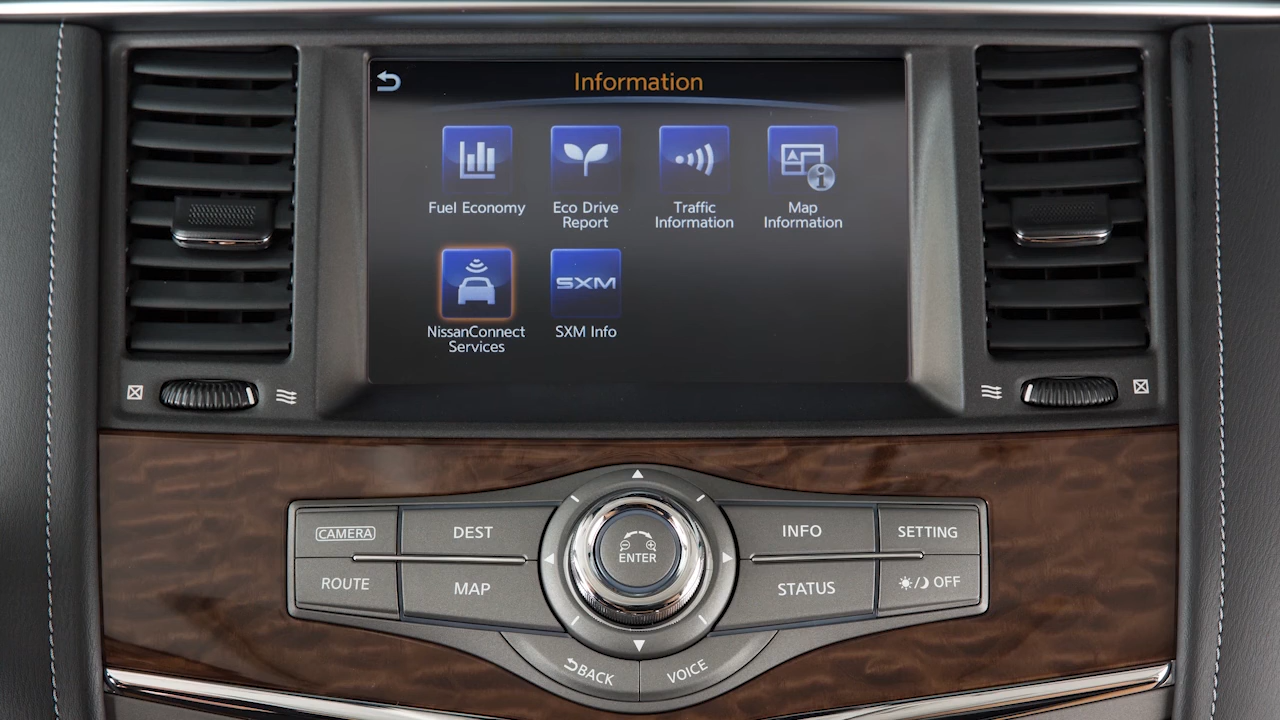 Information
Fuel Economy
Eco Drive
Report
Traffic
Information
Map
Information
NissanConnect
Services
SXM
SXM Info
CAMERA
DEST
INFO
SETTING
ENTER
ROUTE
MAP
STATUS
OFF
BACK
VOICE